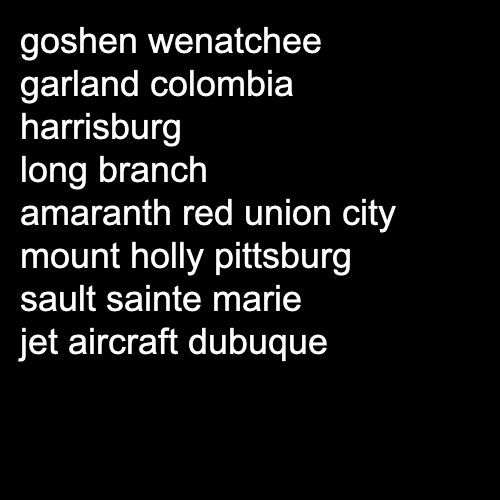 goshen wenatchee
garland colombia
harrisburg
long branch
amaranth red union city
mount holly pittsburg
sault sainte marie
jet aircraft dubuque